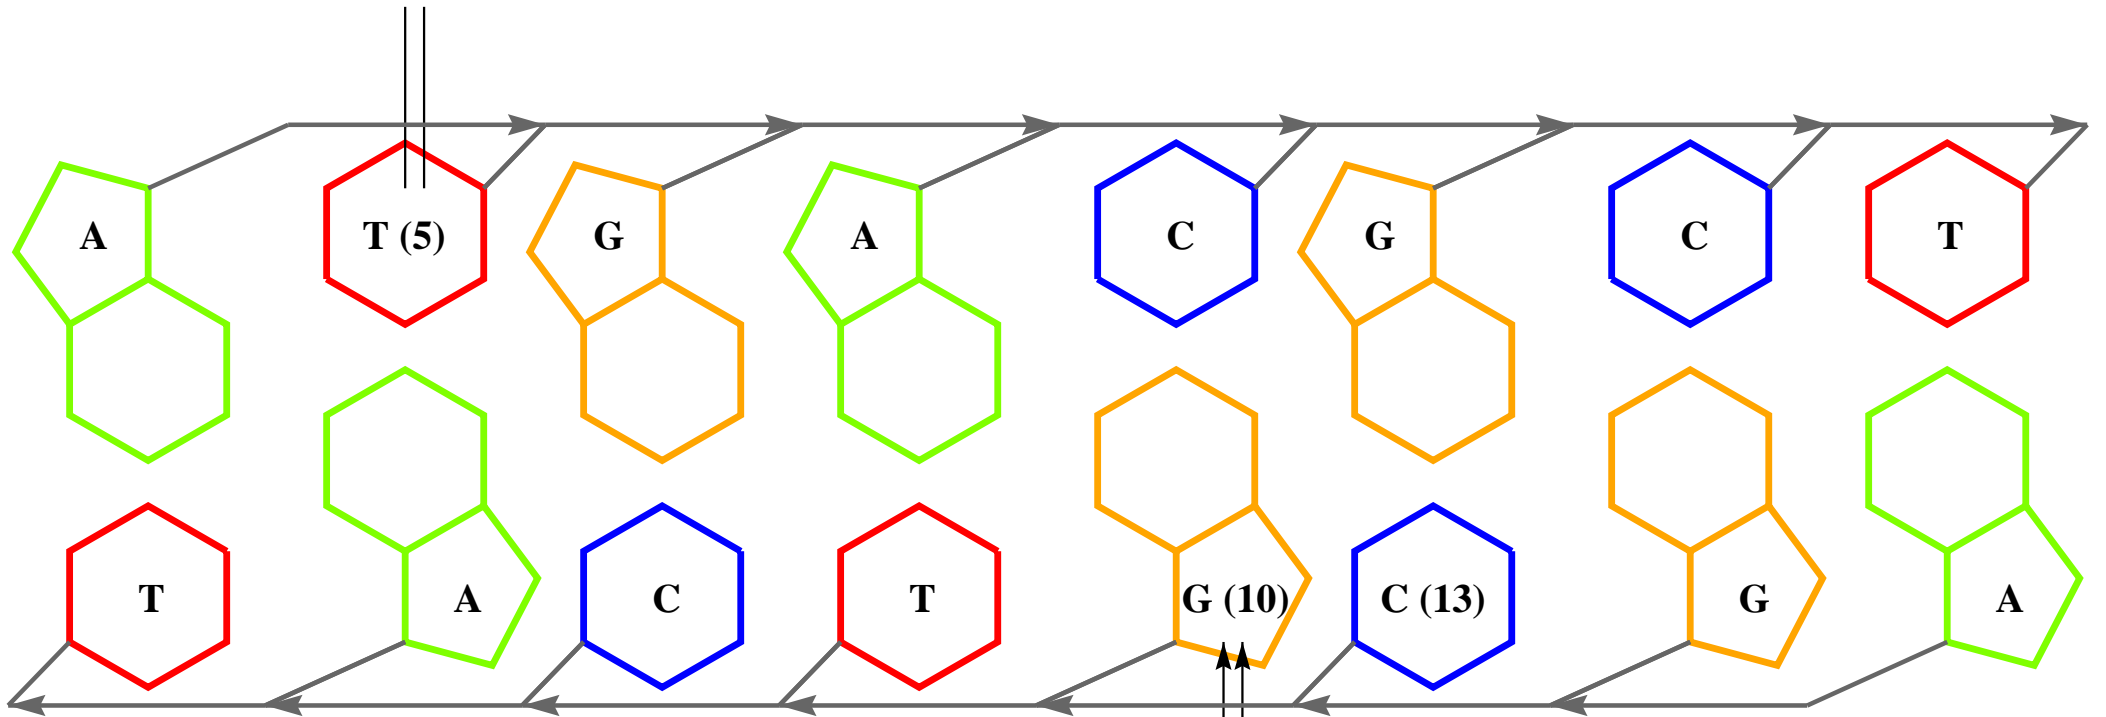 A T (5) G A C G C T
T A C T G (10) C (13) G A